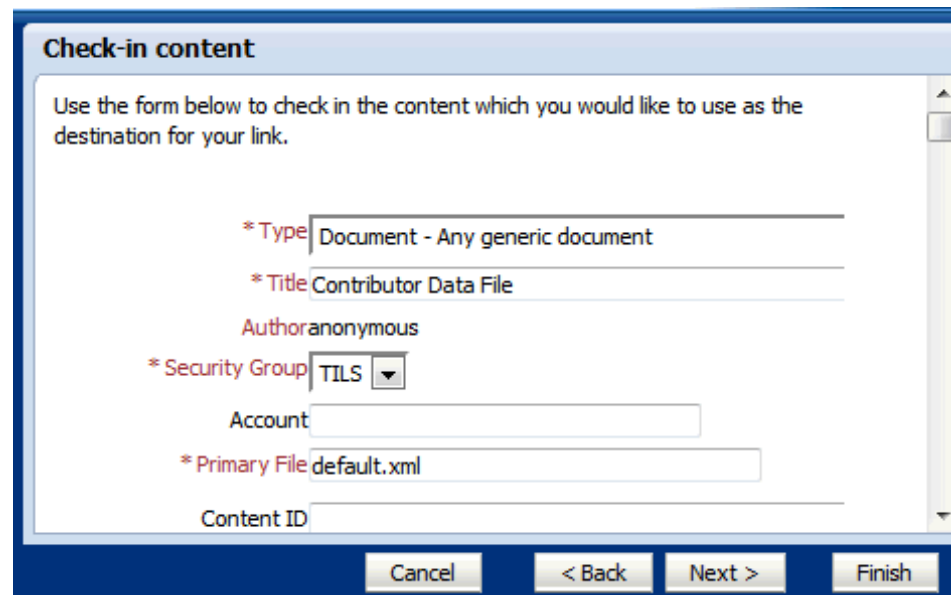 Check-in content
Use the form below to check in the content which you would like to use as the
destination for your link.
* Type Document - Any generic document
* Title Contributor Data File
Author anonymous
* Security Group TILS
Account
* Primary File default.xml
Content ID
Cancel < Back Next > Finish